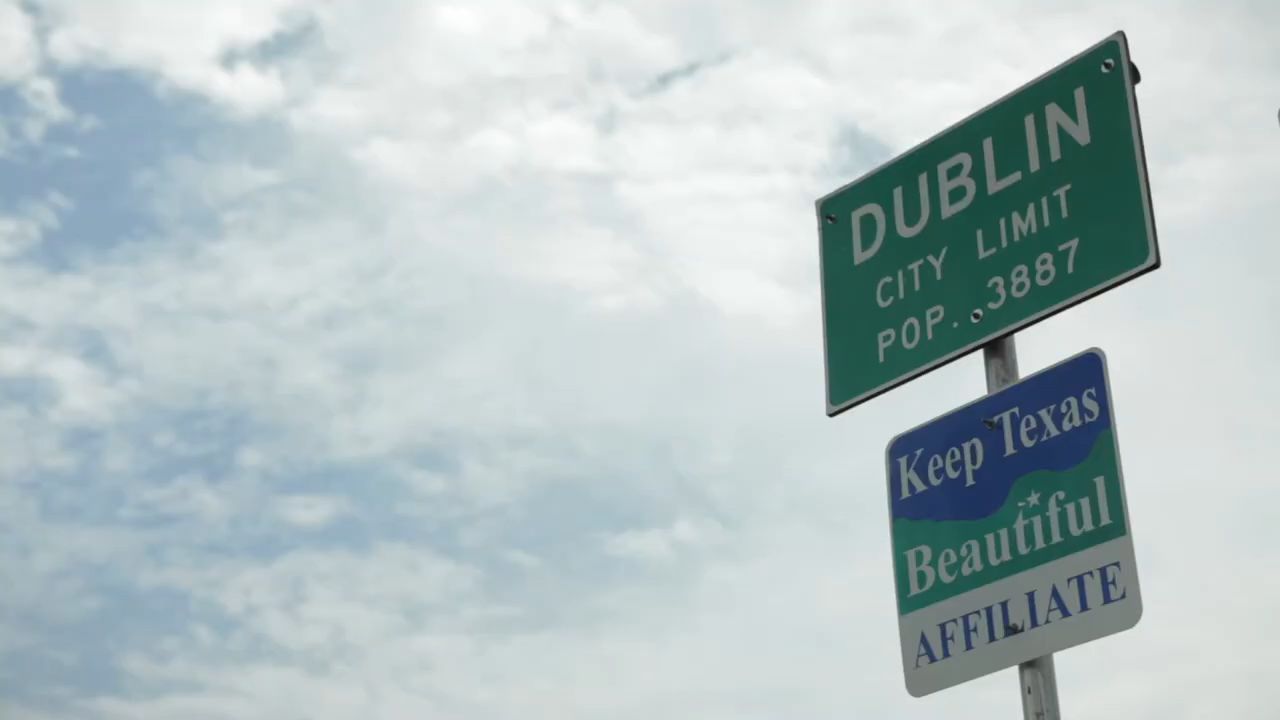 DUBLIN
CITY LIMIT
POP. 3887
Keep Texas
Beautiful
AFFILIATE